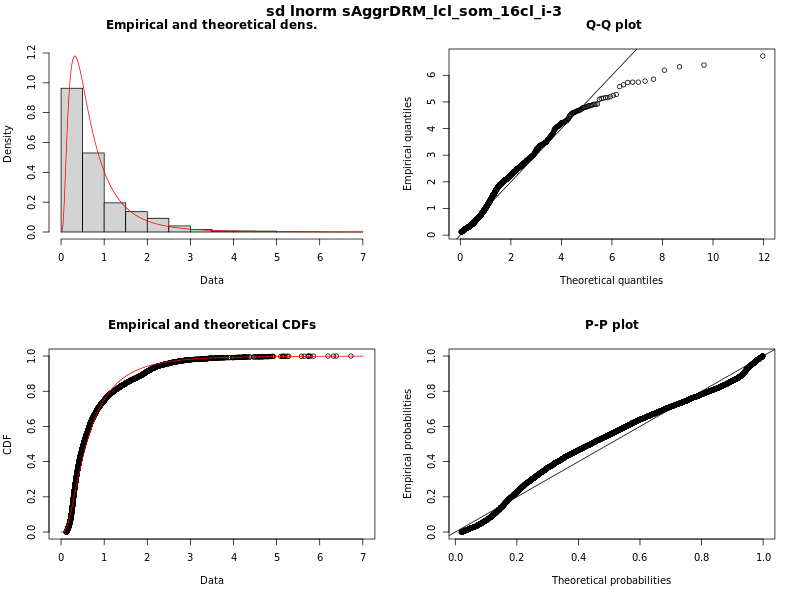 sd lnorm sAggrDRM_lcl_som_16cl_i-3
Empirical and theoretical dens.
Density
0.0 0.2 0.4 0.6 0.8 1.0 1.2
0 1 2 3 4 5 6 7
Data
Q-Q plot
Empirical quantiles
0 1 2 3 4 5 6
0 2 4 6 8 10 12
Theoretical quantiles
Empirical and theoretical CDFs
CDF
0.0 0.2 0.4 0.6 0.8 1.0
0 1 2 3 4 5 6 7
Data
P-P plot
Empirical probabilities
0.0 0.2 0.4 0.6 0.8 1.0
0.0 0.2 0.4 0.6 0.8 1.0
Theoretical probabilities